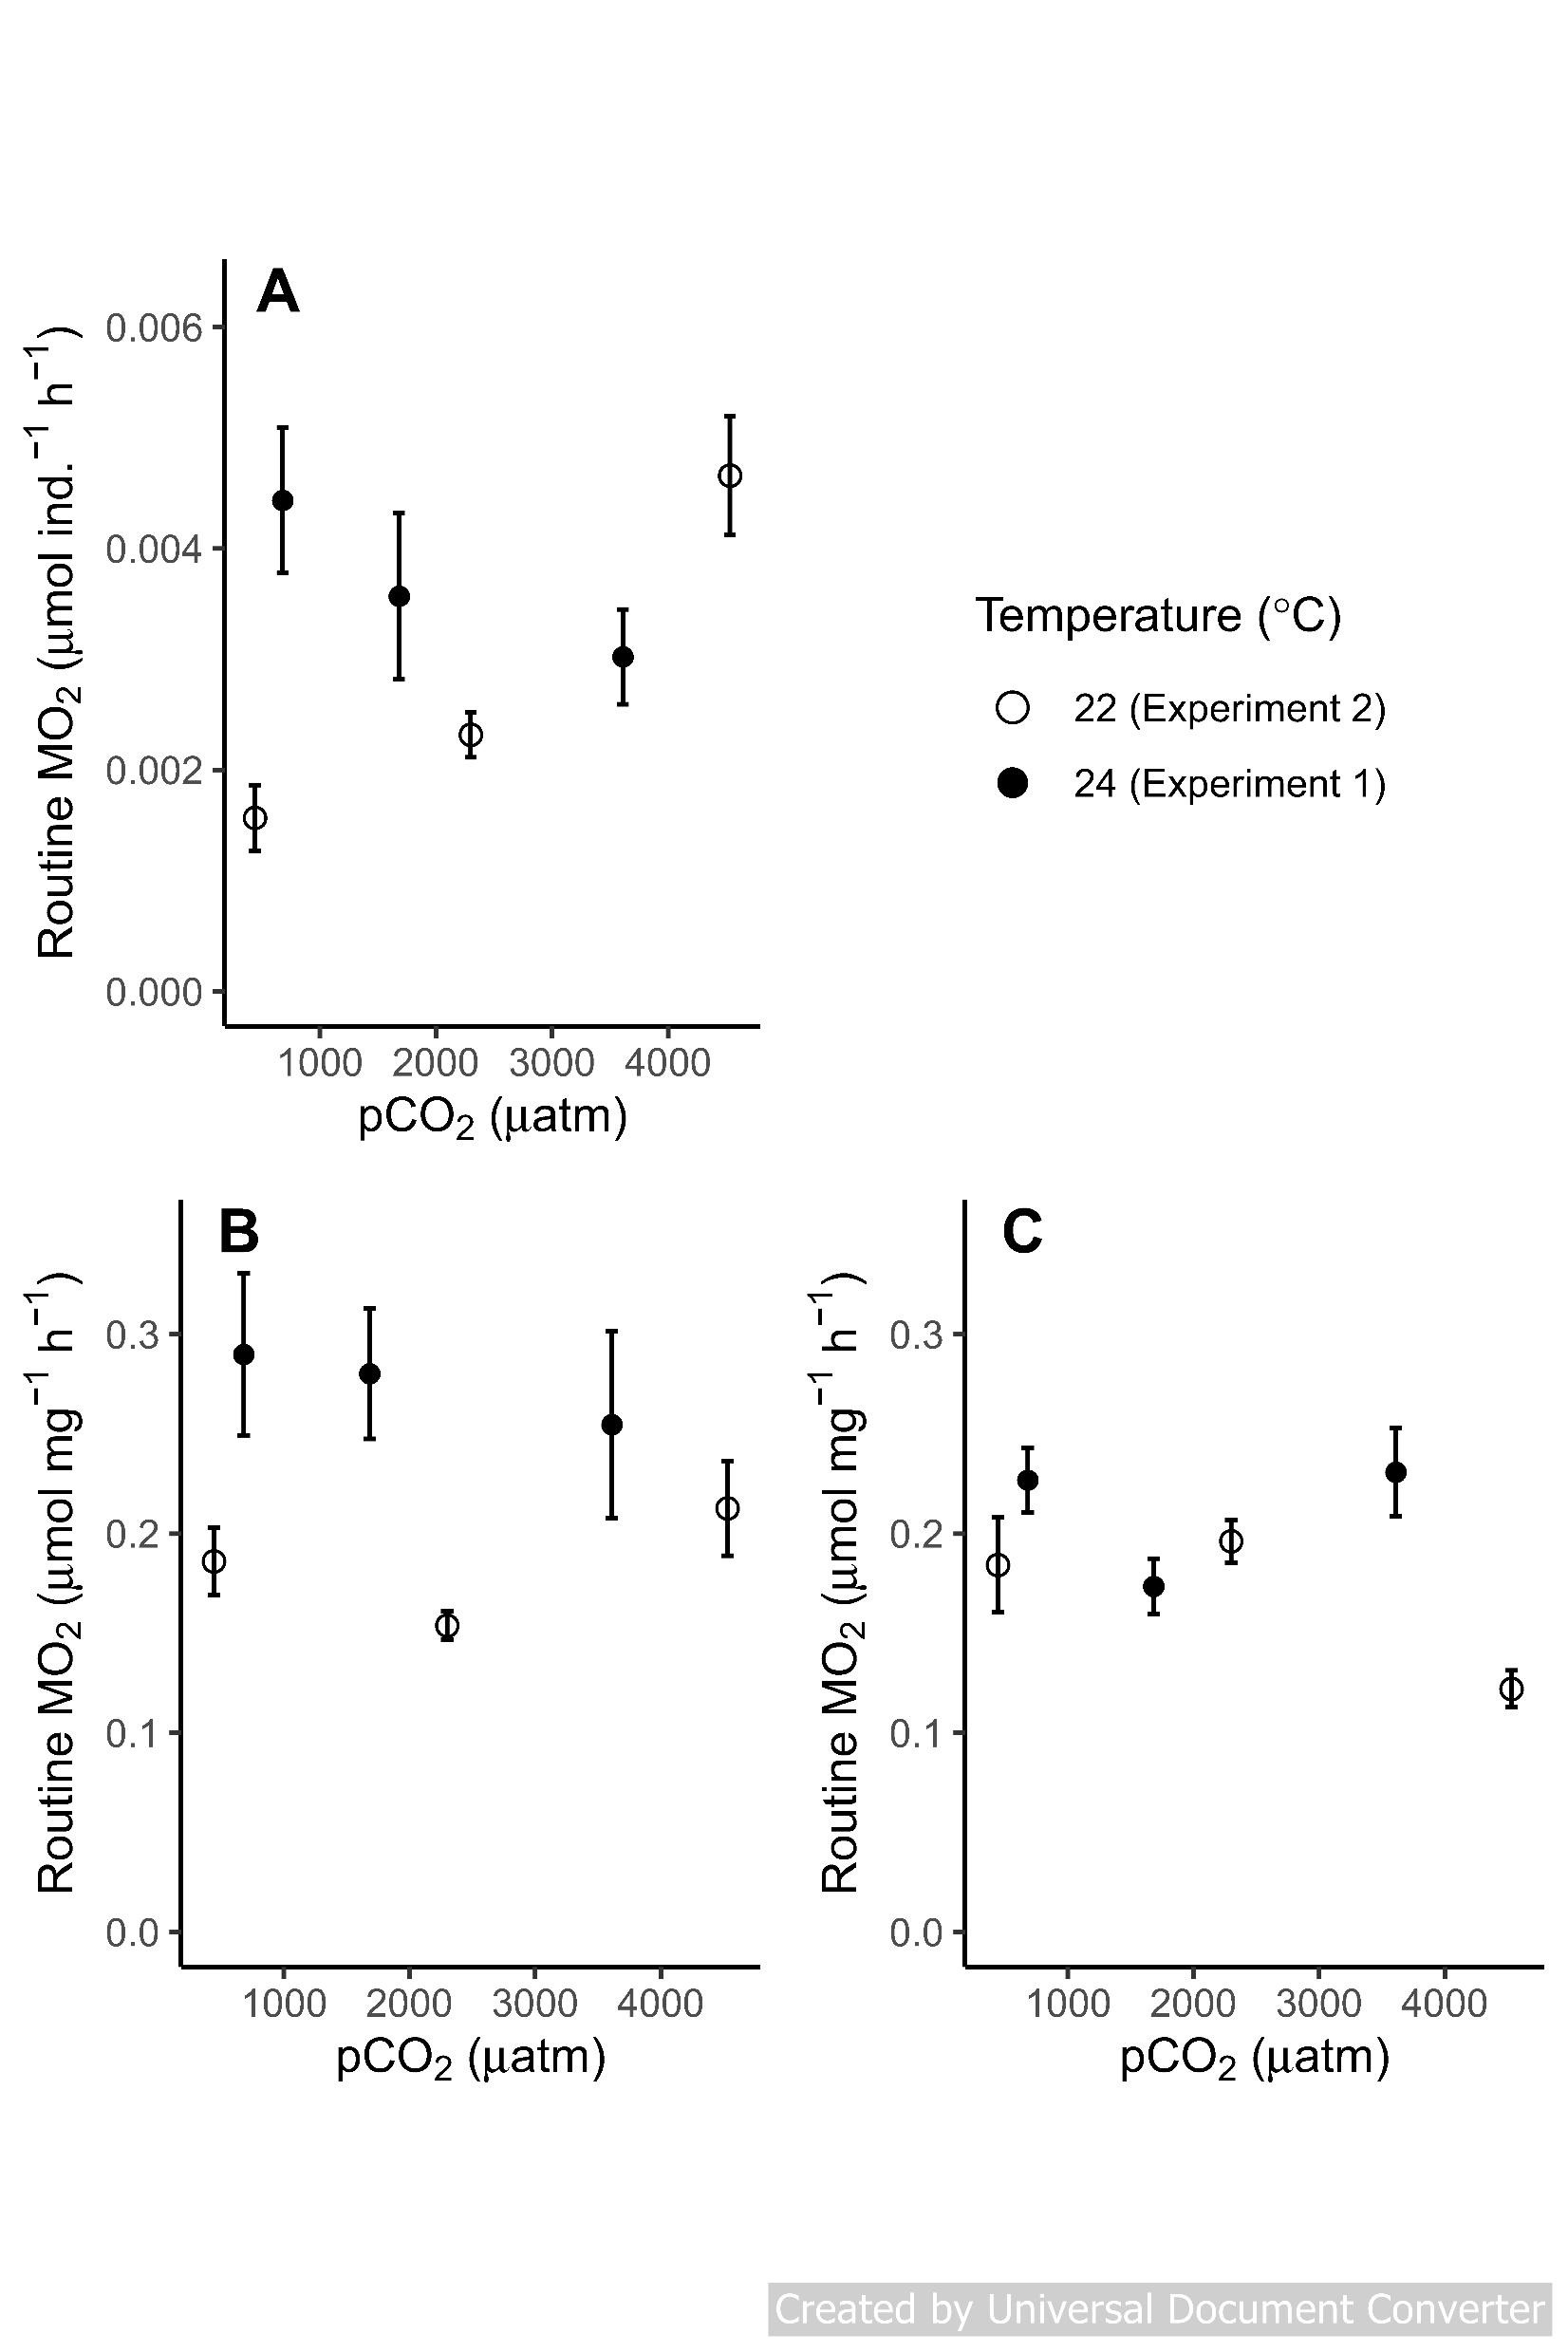 A
Routine MO₂ (μmol ind.⁻¹ h⁻¹)
0.006
0.004
0.002
0.000
1000 2000 3000 4000
pCO₂ (μatm)
Temperature (°C)
22 (Experiment 2)
24 (Experiment 1)
B
Routine MO₂ (μmol mg⁻¹ h⁻¹)
0.3
0.2
0.1
0.0
1000 2000 3000 4000
pCO₂ (μatm)
C
Routine MO₂ (μmol mg⁻¹ h⁻¹)
0.3
0.2
0.1
0.0
1000 2000 3000 4000
pCO₂ (μatm)
Created by Universal Document Converter